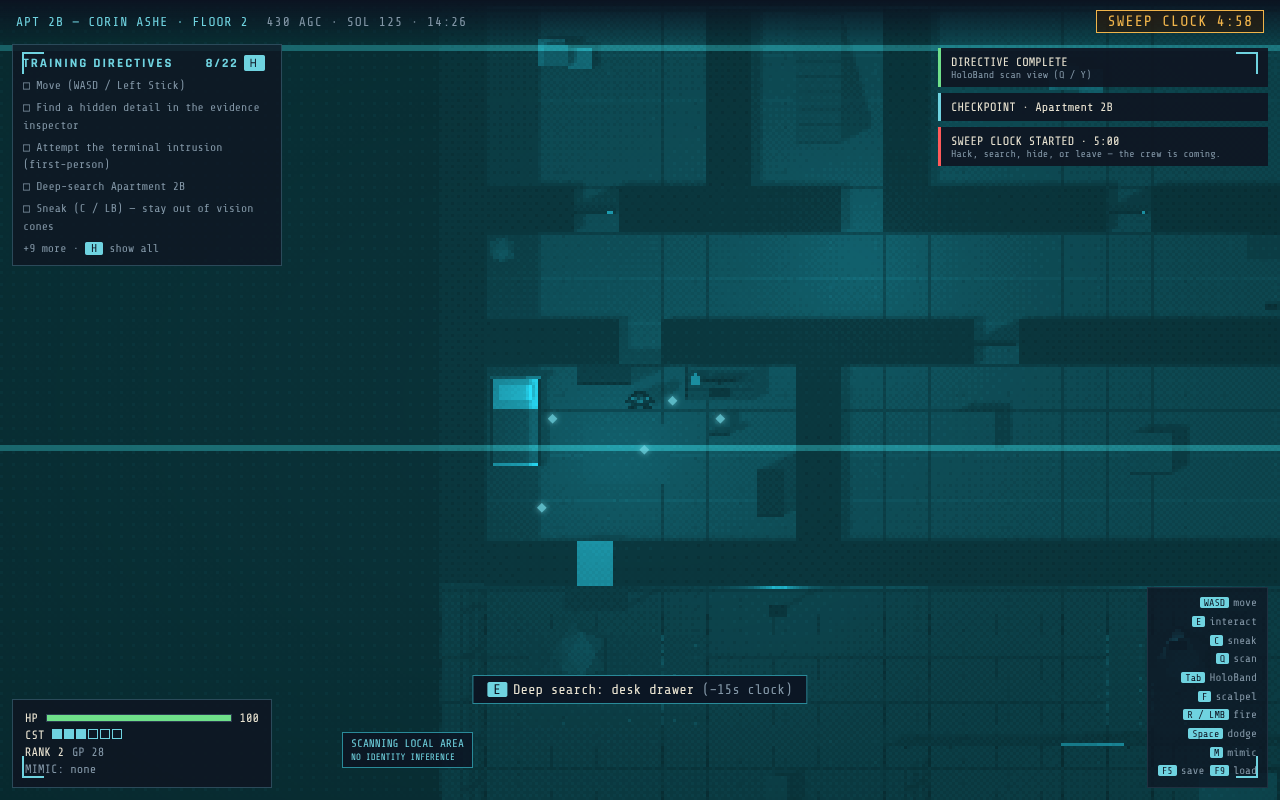 APT 2B — CORIN ASHE · FLOOR 2 430 AGC · SOL 125 · 14:26
SWEEP CLOCK 4:58
TRAINING DIRECTIVES 8/22 H
□ Move (WASD / Left Stick)
□ Find a hidden detail in the evidence
inspector
□ Attempt the terminal intrusion
(first-person)
□ Deep-search Apartment 2B
□ Sneak (C / LB) — stay out of vision
cones
+9 more · H show all
DIRECTIVE COMPLETE
HoloBand scan view (Q / Y)
CHECKPOINT · Apartment 2B
SWEEP CLOCK STARTED · 5:00
Hack, search, hide, or leave — the crew is coming.
E Deep search: desk drawer (−15s clock)
SCANNING LOCAL AREA
NO IDENTITY INFERENCE
HP 100
CST
RANK 2 GP 28
MIMIC: none
WASD move
E interact
C sneak
Q scan
Tab HoloBand
F scalpel
R / LMB fire
Space dodge
M mimic
F5 save F9 load